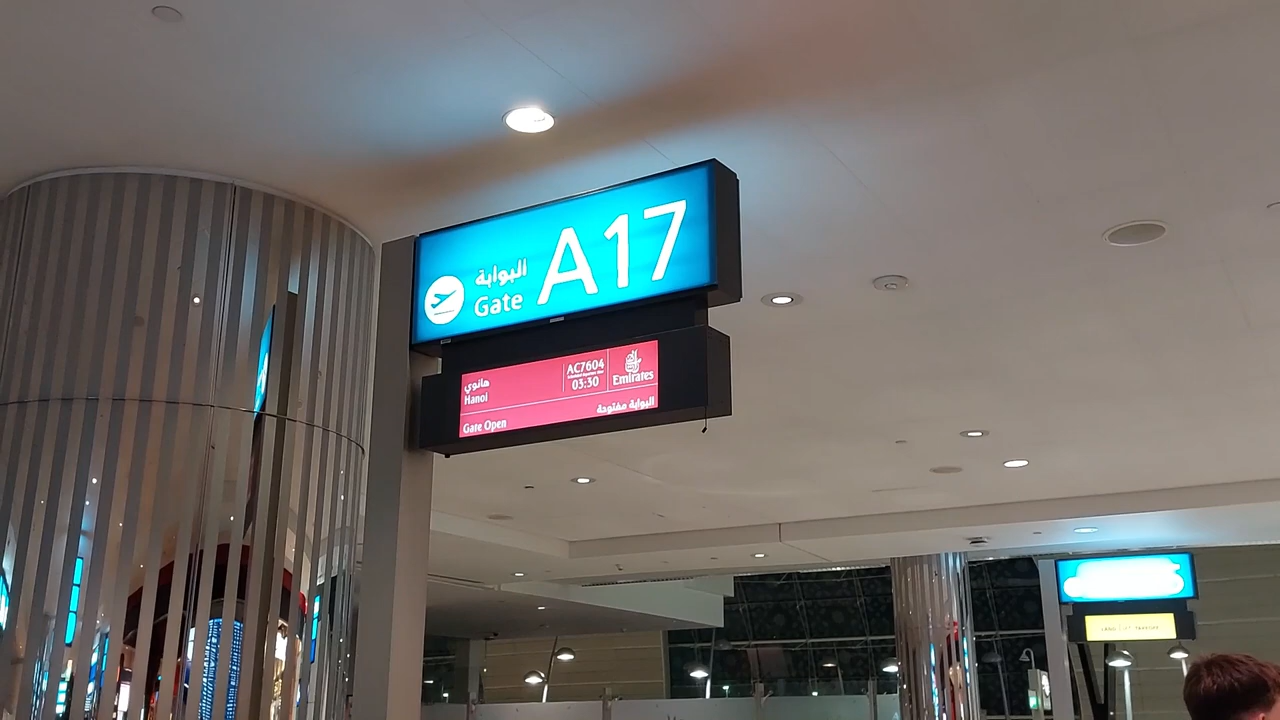 البوابة
Gate
A17
هانوي
Hanoi
AC7604
03:30
Emirates
البوابة مفتوحة
Gate Open